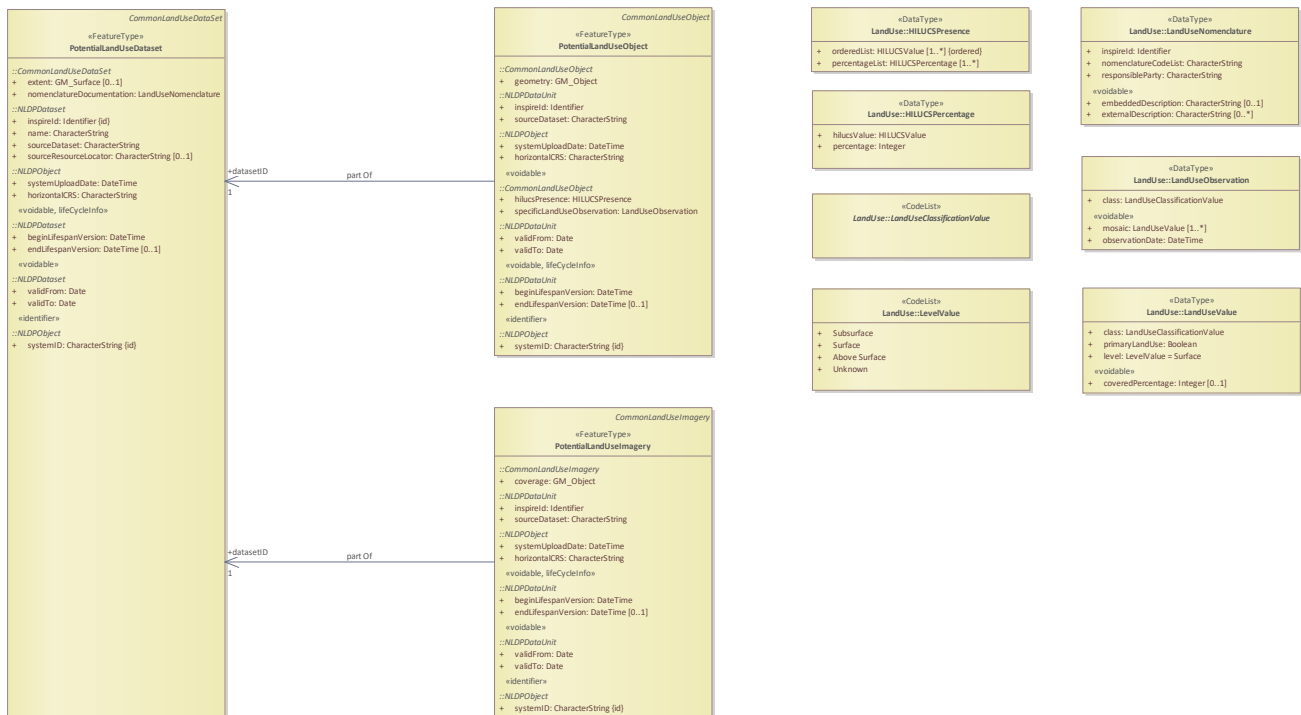 CommonLandUseDataSet
«FeatureType»
PotentialLandUseDataset
::CommonLandUseDataSet
+ extent: GM_Surface [0..1]
+ nomenclatureDocumentation: LandUseNomenclature
::NLDPDataset
+ inspireId: Identifier {id}
+ name: CharacterString
+ sourceDataset: CharacterString
+ sourceResourceLocator: CharacterString [0..1]
::NLDPObject
+ systemUploadDate: DateTime
+ horizontalCRS: CharacterString
«voidable, lifeCycleInfo»
::NLDPDataset
+ beginLifespanVersion: DateTime
+ endLifespanVersion: DateTime [0..1]
«voidable»
::NLDPDataset
+ validFrom: Date
+ validTo: Date
«identifier»
::NLDPObject
+ systemID: CharacterString {id}
+datasetID
1
part Of
CommonLandUseObject
«FeatureType»
PotentialLandUseObject
::CommonLandUseObject
+ geometry: GM_Object
::NLDPDataUnit
+ inspireId: Identifier
+ sourceDataset: CharacterString
::NLDPObject
+ systemUploadDate: DateTime
+ horizontalCRS: CharacterString
«voidable»
::CommonLandUseObject
+ hilucsPresence: HILUCSPresence
+ specificLandUseObservation: LandUseObservation
::NLDPDataUnit
+ validFrom: Date
+ validTo: Date
«voidable, lifeCycleInfo»
::NLDPDataUnit
+ beginLifespanVersion: DateTime
+ endLifespanVersion: DateTime [0..1]
«identifier»
::NLDPObject
+ systemID: CharacterString {id}
+datasetID
1
part Of
CommonLandUseImagery
«FeatureType»
PotentialLandUseImagery
::CommonLandUseImagery
+ coverage: GM_Object
::NLDPDataUnit
+ inspireId: Identifier
+ sourceDataset: CharacterString
::NLDPObject
+ systemUploadDate: DateTime
+ horizontalCRS: CharacterString
«voidable, lifeCycleInfo»
::NLDPDataUnit
+ beginLifespanVersion: DateTime
+ endLifespanVersion: DateTime [0..1]
«voidable»
::NLDPDataUnit
+ validFrom: Date
+ validTo: Date
«identifier»
::NLDPObject
+ systemID: CharacterString {id}
«DataType»
LandUse::HILUCSPresence
+ orderedList: HILUCSValue [1..*] {ordered}
+ percentageList: HILUCSPercentage [1..*]
«DataType»
LandUse::HILUCSPercentage
+ hilucsValue: HILUCSValue
+ percentage: Integer
«CodeList»
LandUse::LandUseClassificationValue
«CodeList»
LandUse::LevelValue
+ Subsurface
+ Surface
+ Above Surface
+ Unknown
«DataType»
LandUse::LandUseNomenclature
+ inspireId: Identifier
+ nomenclatureCodeList: CharacterString
+ responsibleParty: CharacterString
«voidable»
+ embeddedDescription: CharacterString [0..1]
+ externalDescription: CharacterString [0..*]
«DataType»
LandUse::LandUseObservation
+ class: LandUseClassificationValue
«voidable»
+ mosaic: LandUseValue [1..*]
+ observationDate: DateTime
«DataType»
LandUse::LandUseValue
+ class: LandUseClassificationValue
+ primaryLandUse: Boolean
+ level: LevelValue = Surface
«voidable»
+ coveredPercentage: Integer [0..1]